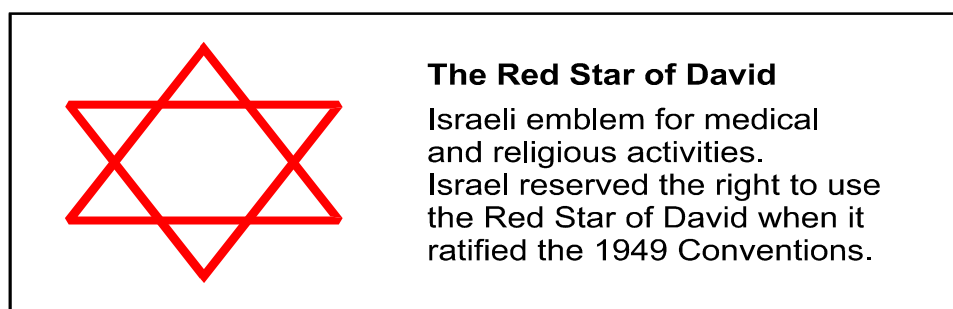 The Red Star of David
Israeli emblem for medical
and religious activities.
Israel reserved the right to use
the Red Star of David when it
ratified the 1949 Conventions.